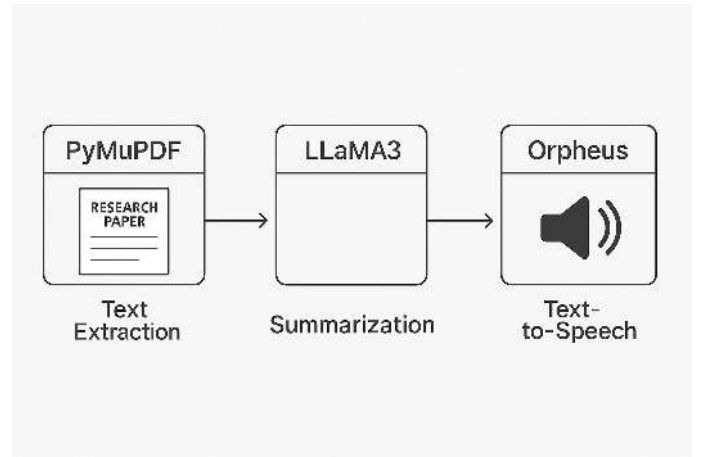 PyMuPDF
RESEARCH
PAPER
Text
Extraction
LLaMA3
Summarization
Orpheus
Text-
to-Speech